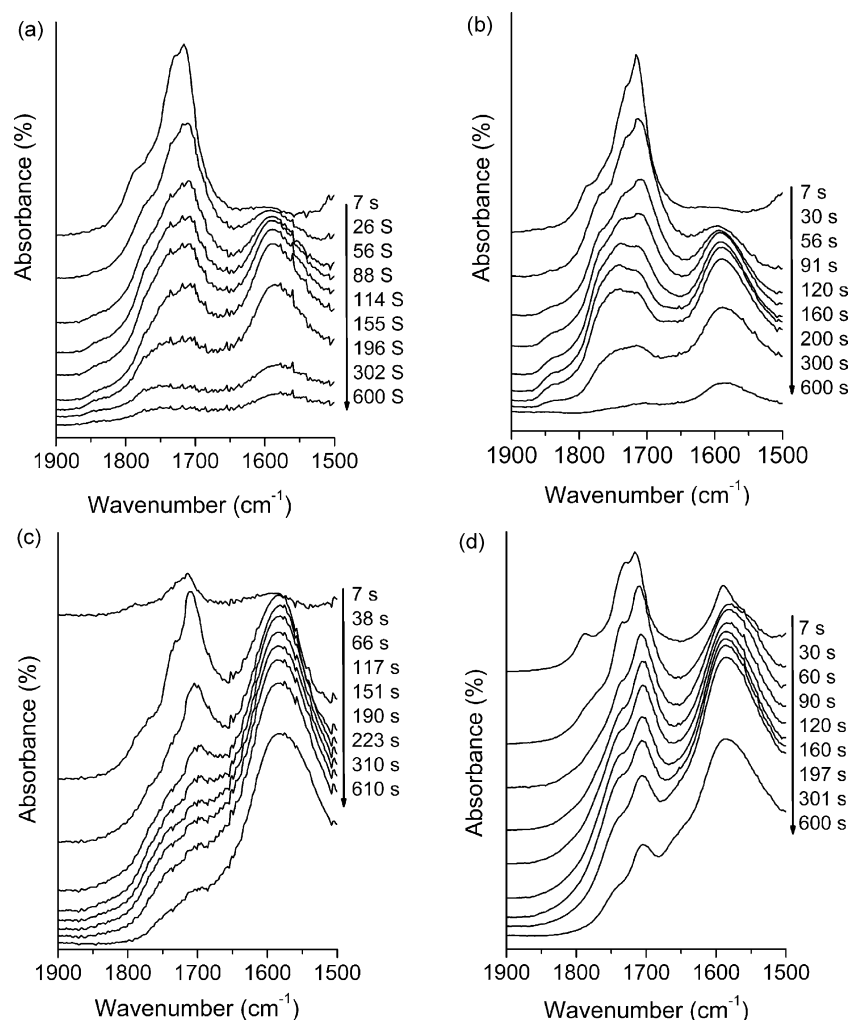 (a)
Absorbance (%)
7 s
26 S
56 S
88 S
114 S
155 S
196 S
302 S
600 S
1900 1800 1700 1600 1500
Wavenumber (cm-1)
(b)
Absorbance (%)
7 s
30 s
56 s
91 s
120 s
160 s
200 s
300 s
600 s
1900 1800 1700 1600 1500
Wavenumber (cm-1)
(c)
Absorbance (%)
7 s
38 s
66 s
117 s
151 s
190 s
223 s
310 s
610 s
1900 1800 1700 1600 1500
Wavenumber (cm-1)
(d)
Absorbance (%)
7 s
30 s
60 s
90 s
120 s
160 s
197 s
301 s
600 s
1900 1800 1700 1600 1500
Wavenumber (cm-1)